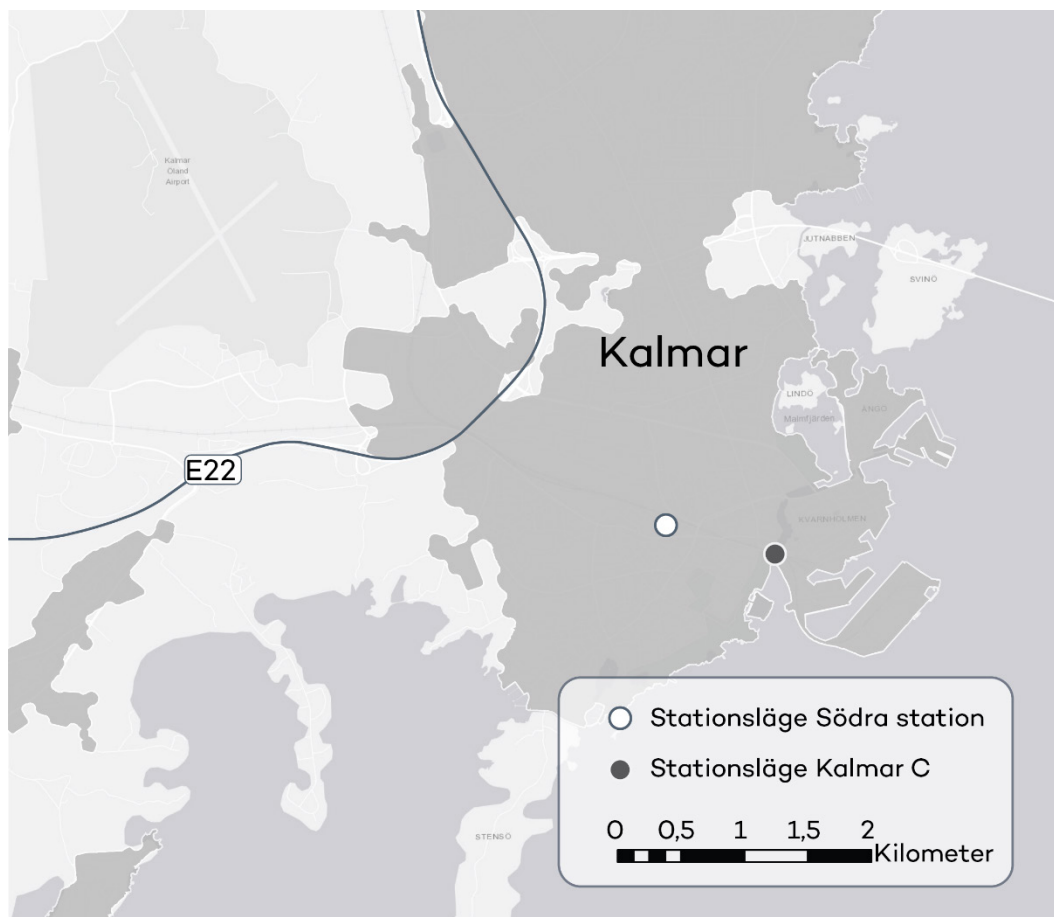 Kalmar
Öland
Airport
JUTNABBEN
SVINÖ
Kalmar
LINDÖ
ÄNGÖ
Malmfjärden
E22
KVARNHOLMEN
Stationsläge Södra station
Stationsläge Kalmar C
STENSÖ
0 0,5 1 1,5 2
Kilometer